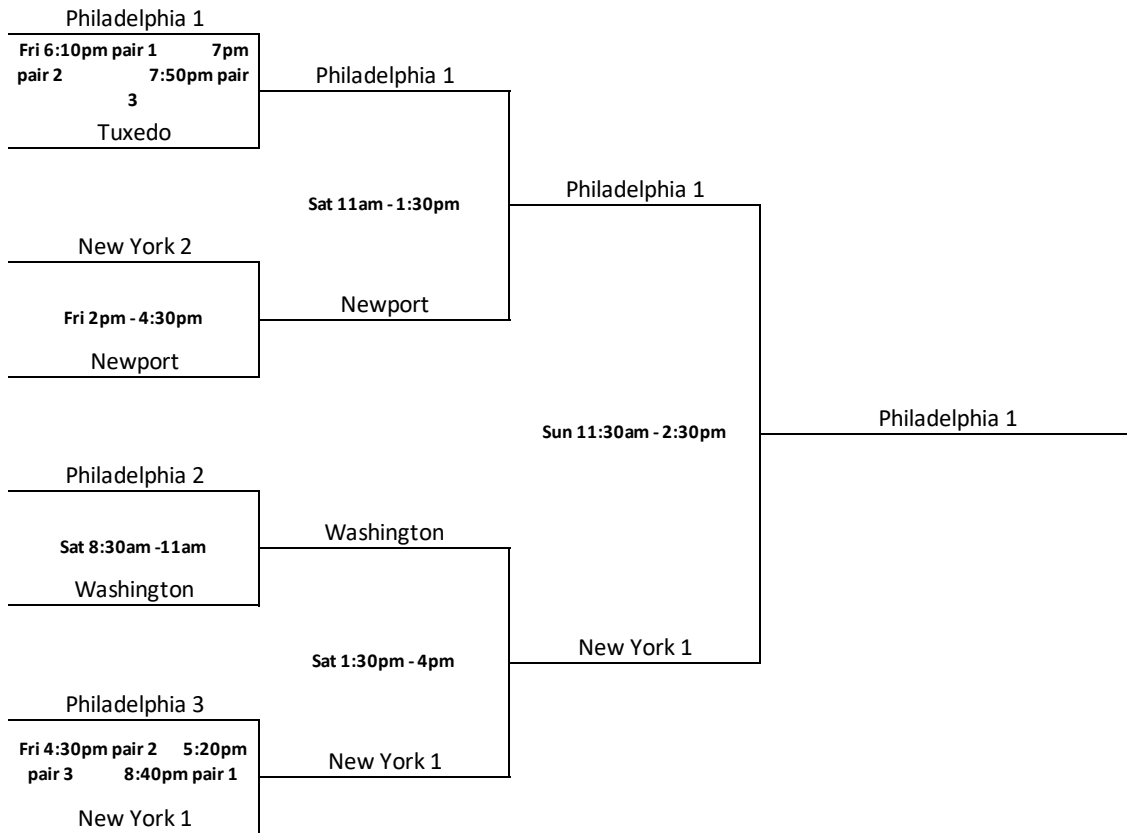 Philadelphia 1
Fri 6:10pm pair 1 7pm
pair 2 7:50pm pair
3
Tuxedo
Philadelphia 1
Sat 11am - 1:30pm
Philadelphia 1
New York 2
Fri 2pm - 4:30pm
Newport
Newport
Sun 11:30am - 2:30pm
Philadelphia 1
Philadelphia 2
Sat 8:30am -11am
Washington
Washington
Sat 1:30pm - 4pm
New York 1
Philadelphia 3
Fri 4:30pm pair 2 5:20pm
pair 3 8:40pm pair 1
New York 1
New York 1